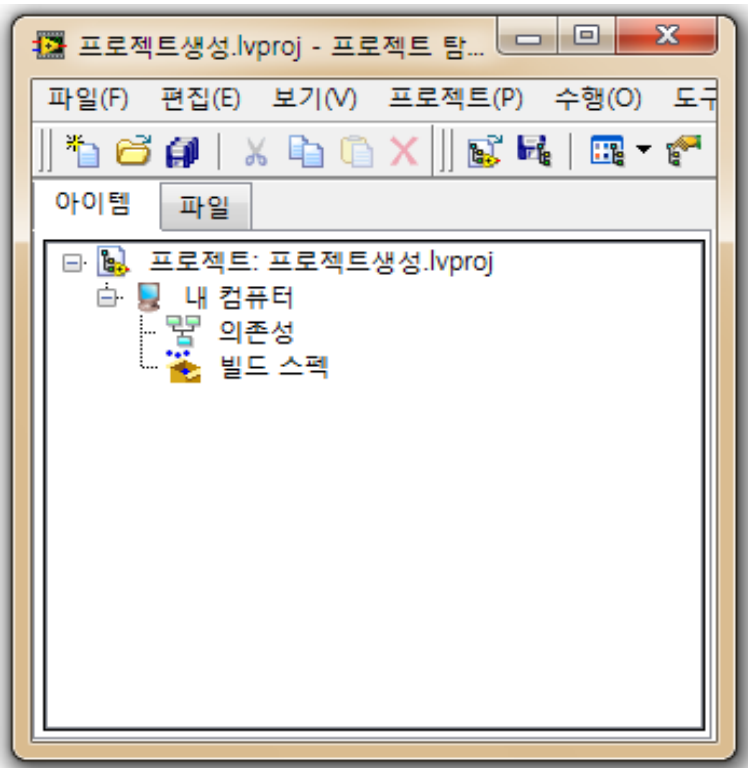 프로젝트생성.lvproj - 프로젝트 탐...
파일(F) 편집(E) 보기(V) 프로젝트(P) 수행(O) 도구
아이템 파일
프로젝트: 프로젝트생성.lvproj
내 컴퓨터
의존성
빌드 스펙